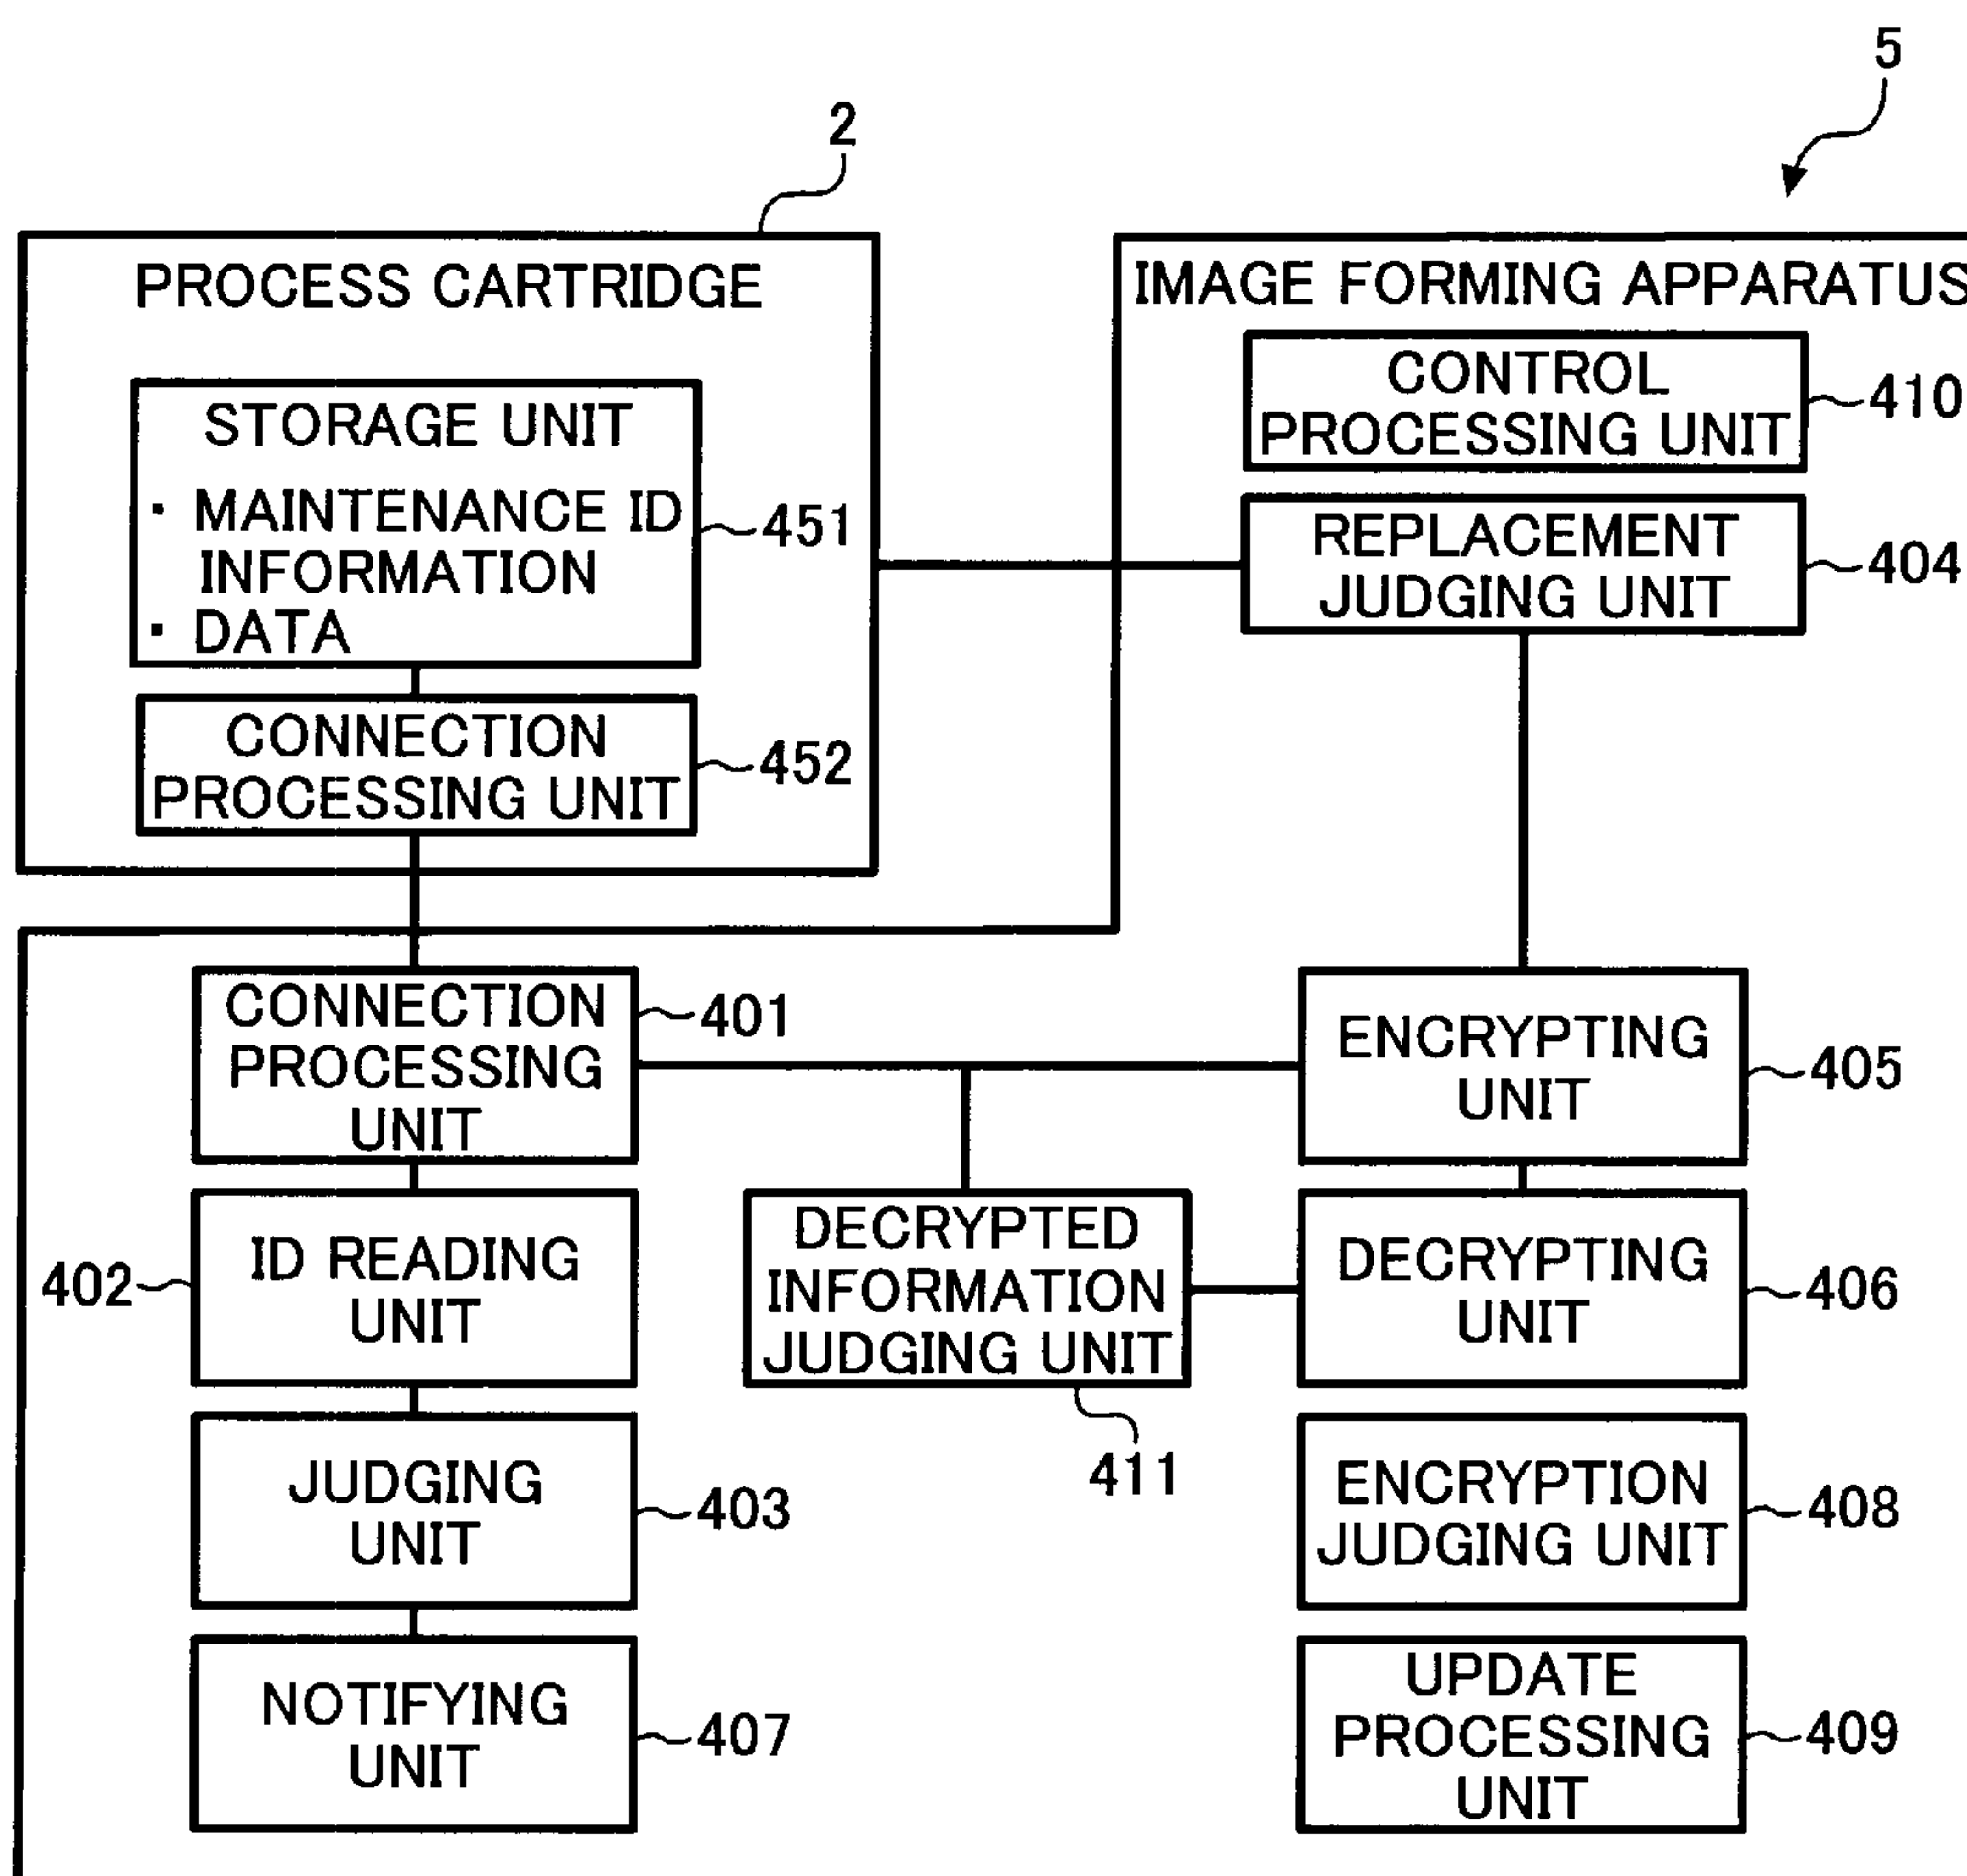 5
2
PROCESS CARTRIDGE
STORAGE UNIT
· MAINTENANCE ID
INFORMATION
· DATA
451
CONNECTION
PROCESSING UNIT
452
IMAGE FORMING APPARATUS
CONTROL
PROCESSING UNIT
410
REPLACEMENT
JUDGING UNIT
404
CONNECTION
PROCESSING
UNIT
401
ENCRYPTING
UNIT
405
402
ID READING
UNIT
DECRYPTED
INFORMATION
JUDGING UNIT
411
DECRYPTING
UNIT
406
JUDGING
UNIT
403
ENCRYPTION
JUDGING UNIT
408
NOTIFYING
UNIT
407
UPDATE
PROCESSING
UNIT
409